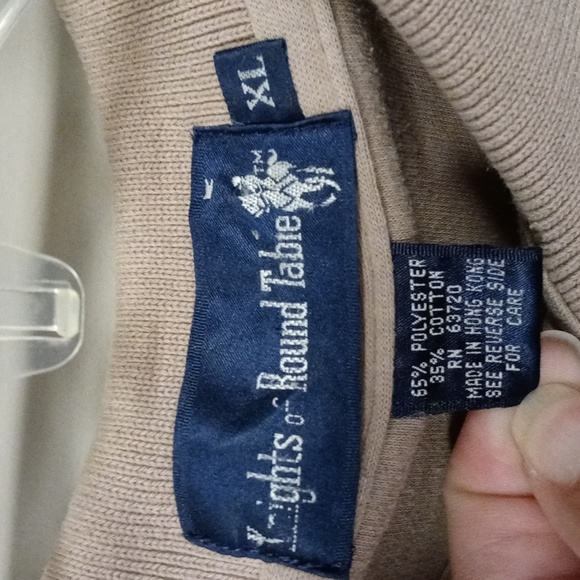 XL
Knights of Round Table™
65% POLYESTER
35% COTTON
RN 63720
MADE IN HONG KONG
SEE REVERSE SIDE
FOR CARE